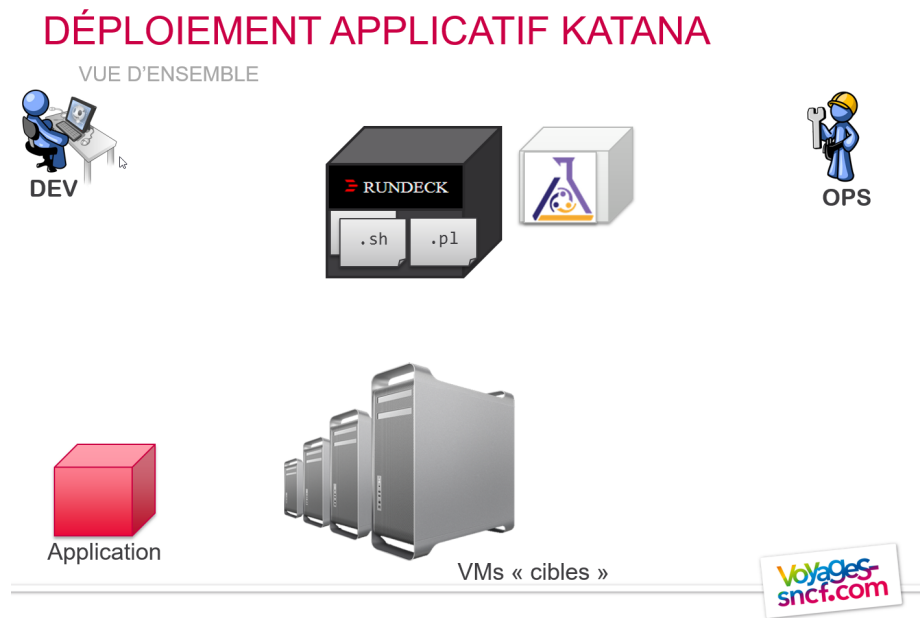 DÉPLOIEMENT APPLICATIF KATANA
VUE D'ENSEMBLE
DEV
RUNDECK
.sh
.pl
OPS
Application
VMs « cibles »
Voyages-
sncf.com